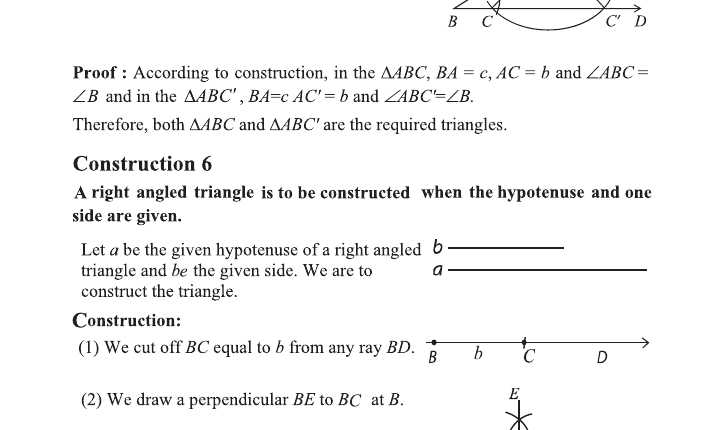 B C C′ D
Proof : According to construction, in the ΔABC, BA = c, AC = b and ∠ABC =
∠B and in the ΔABC′ , BA=c AC′ = b and ∠ABC′=∠B.
Therefore, both ΔABC and ΔABC′ are the required triangles.
Construction 6
A right angled triangle is to be constructed when the hypotenuse and one
side are given.
Let a be the given hypotenuse of a right angled
triangle and be the given side. We are to
construct the triangle.
b
a
Construction:
(1) We cut off BC equal to b from any ray BD.
B b C D
(2) We draw a perpendicular BE to BC at B.
E